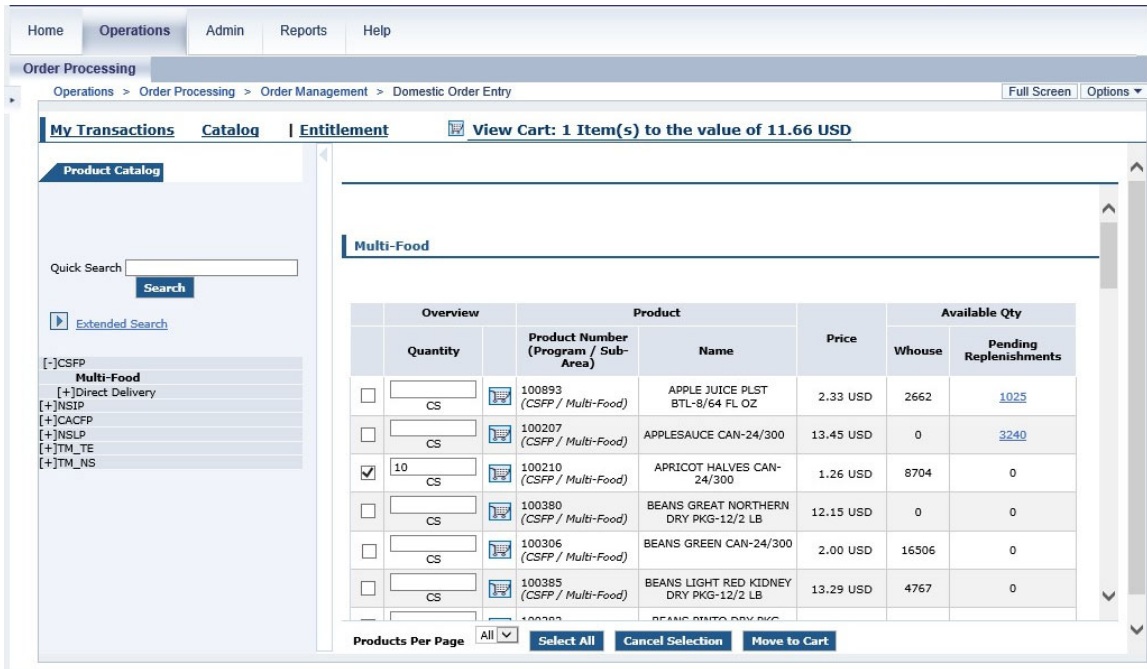 Home Operations Admin Reports Help
Order Processing
Operations > Order Processing > Order Management > Domestic Order Entry Full Screen Options
My Transactions Catalog | Entitlement View Cart: 1 Item(s) to the value of 11.66 USD
Product Catalog
Quick Search
Search
Extended Search
[-]CSFP
Multi-Food
[+]Direct Delivery
[+]NSIP
[+]CACFP
[+]NSLP
[+]TM_TE
[+]TM_NS
Multi-Food
Overview Product Price Available Qty
Quantity Product Number (Program / Sub-Area) Name Whouse Pending Replenishments
CS 100893 (CSFP / Multi-Food) APPLE JUICE PLST BTL-8/64 FL OZ 2.33 USD 2662 1025
CS 100207 (CSFP / Multi-Food) APPLESAUCE CAN-24/300 13.45 USD 0 3240
10 CS 100210 (CSFP / Multi-Food) APRICOT HALVES CAN-24/300 1.26 USD 8704 0
CS 100380 (CSFP / Multi-Food) BEANS GREAT NORTHERN DRY PKG-12/2 LB 12.15 USD 0 0
CS 100306 (CSFP / Multi-Food) BEANS GREEN CAN-24/300 2.00 USD 16506 0
CS 100385 (CSFP / Multi-Food) BEANS LIGHT RED KIDNEY DRY PKG-12/2 LB 13.29 USD 4767 0
Products Per Page All Select All Cancel Selection Move to Cart